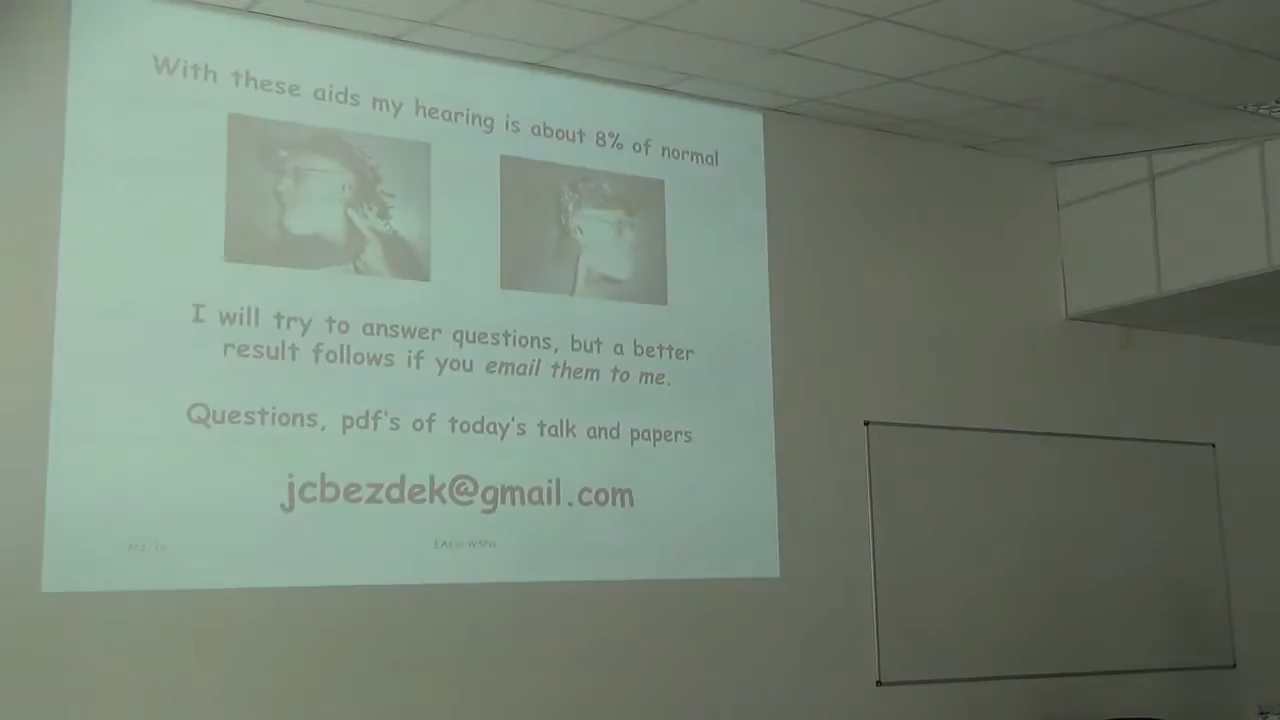 With these aids my hearing is about 8% of normal
I will try to answer questions, but a better
result follows if you email them to me.
Questions, pdf's of today's talk and papers
jcbezdek@gmail.com